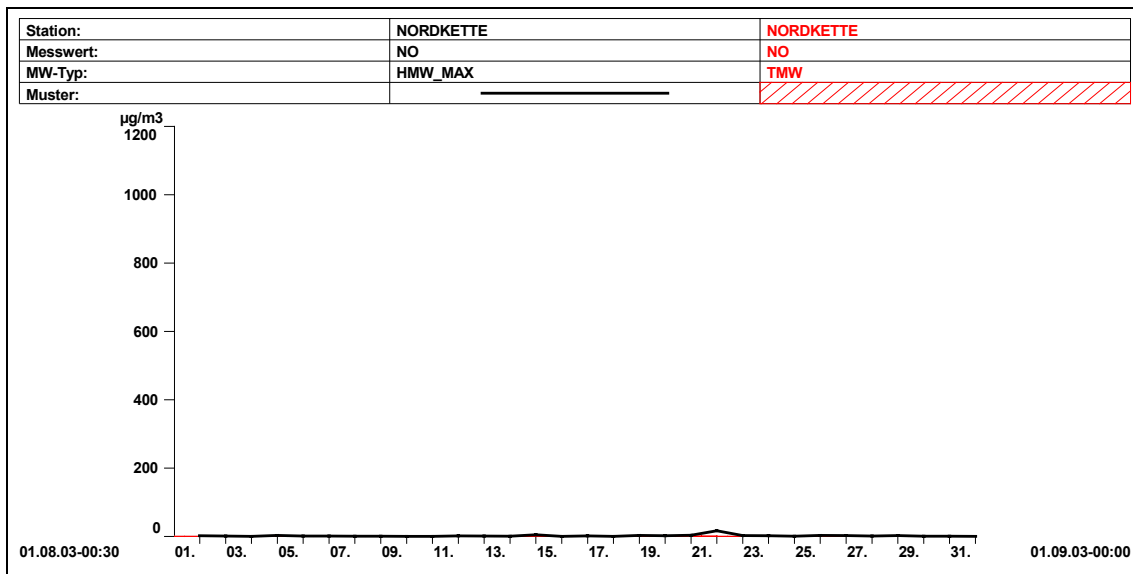 Station: NORDKETTE NORDKETTE
Messwert: NO NO
MW-Typ: HMW_MAX TMW
Muster:
µg/m3
1200
1000
800
600
400
200
0
01.08.03-00:30 01. 03. 05. 07. 09. 11. 13. 15. 17. 19. 21. 23. 25. 27. 29. 31. 01.09.03-00:00